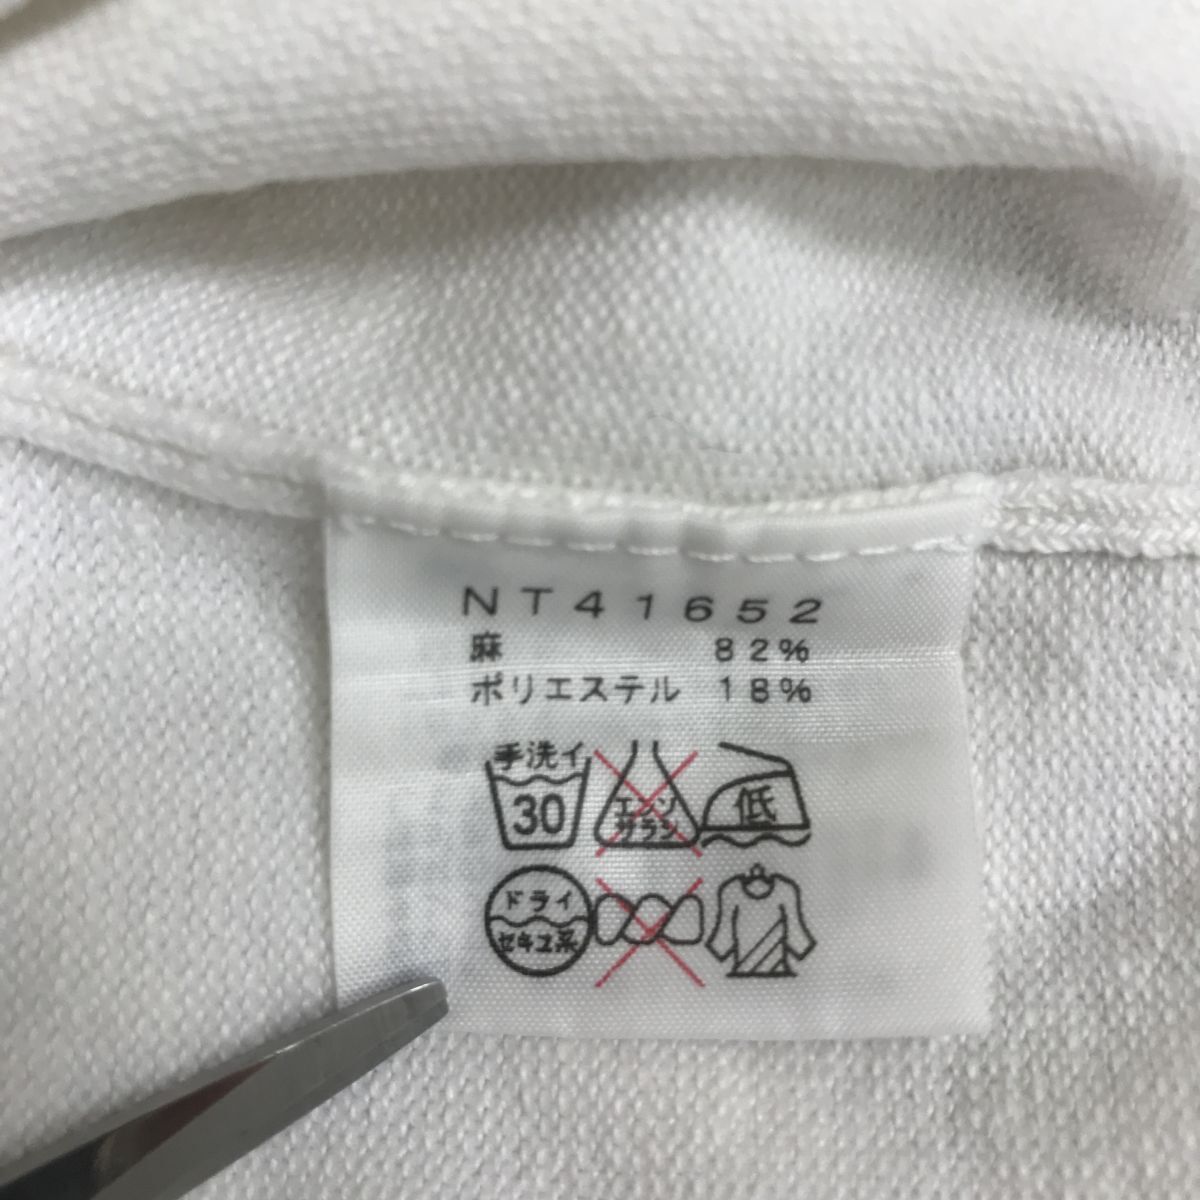 NT41652
麻 82%
ポリエステル 18%
手洗イ
30
エンソ
サラシ
低
ドライ
セキユ系